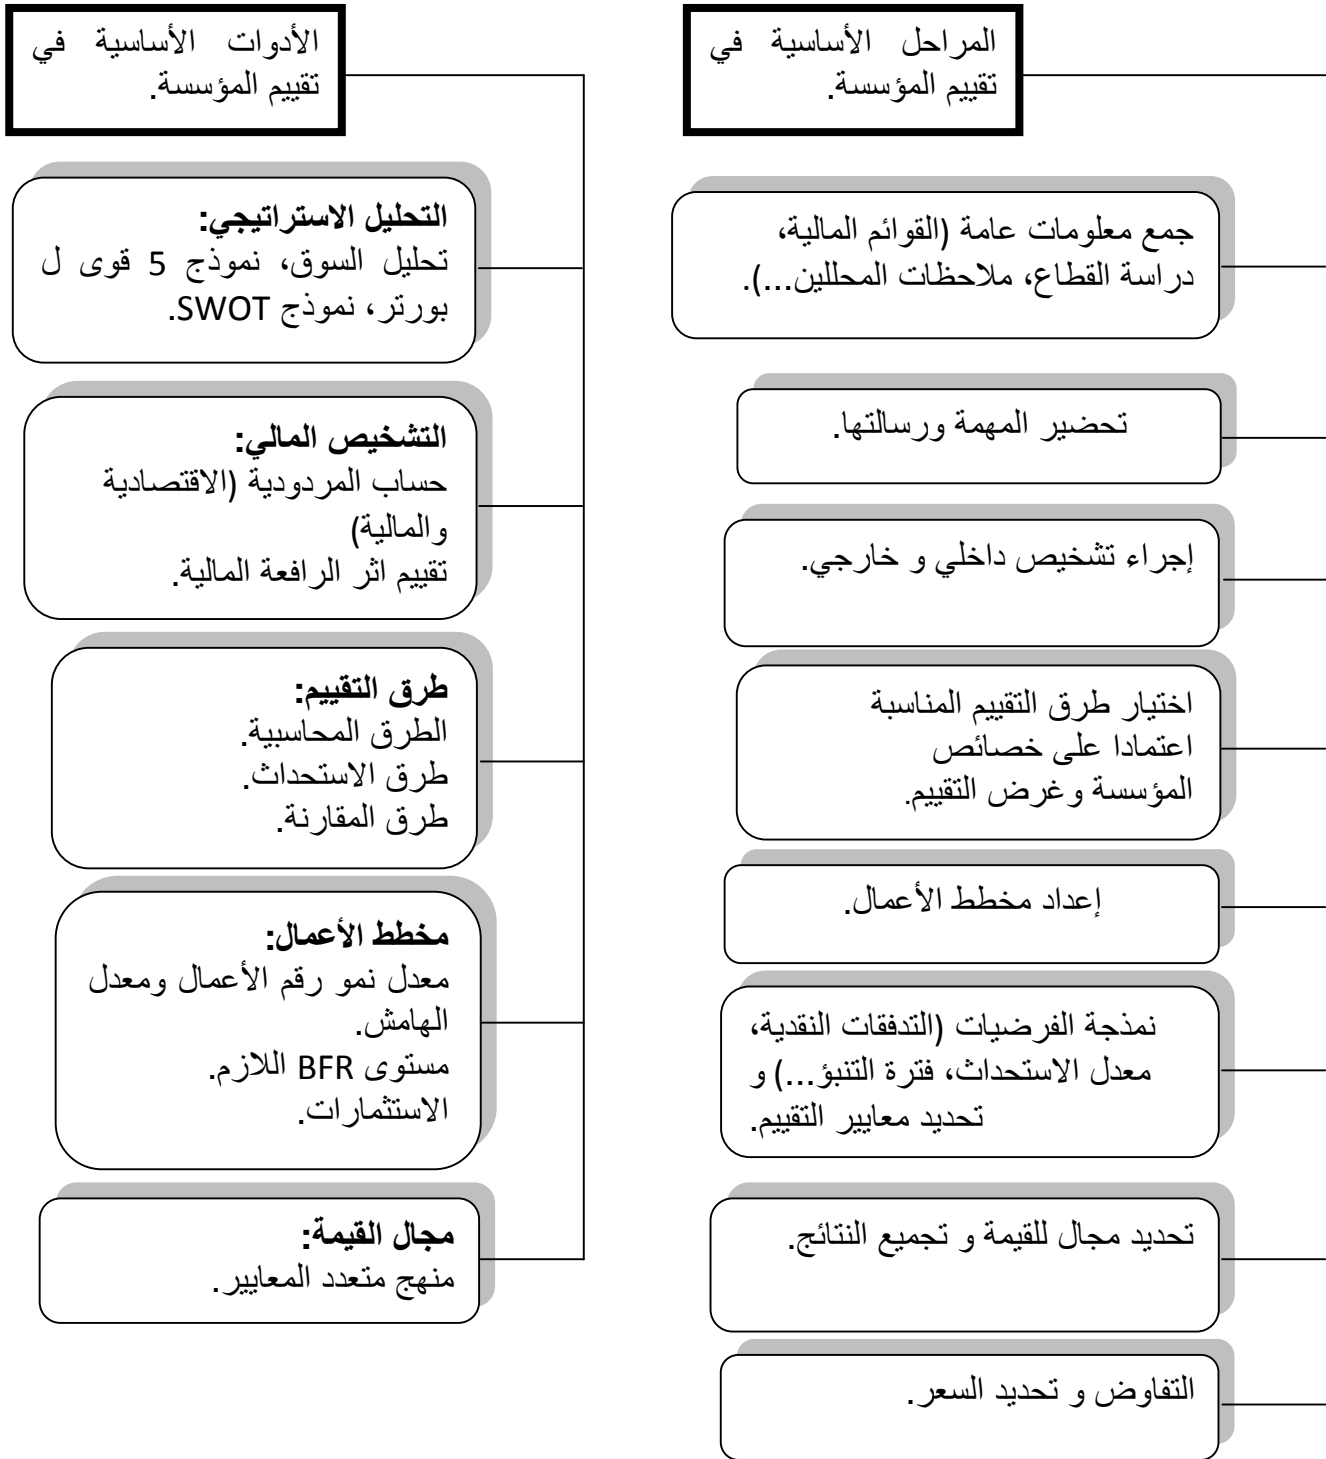 المراحل الأساسية في
تقييم المؤسسة.
جمع معلومات عامة (القوائم المالية،
دراسة القطاع، ملاحظات المحللين...).
تحضير المهمة ورسالتها.
إجراء تشخيص داخلي و خارجي.
اختيار طرق التقييم المناسبة
اعتمادا على خصائص
المؤسسة وغرض التقييم.
إعداد مخطط الأعمال.
نمذجة الفرضيات (التدفقات النقدية،
معدل الاستحداث، فترة التنبؤ...) و
تحديد معايير التقييم.
تحديد مجال للقيمة و تجميع النتائج.
التفاوض و تحديد السعر.
الأدوات الأساسية في
تقييم المؤسسة.
التحليل الاستراتيجي:
تحليل السوق، نموذج 5 قوى ل
بورتر، نموذج SWOT.
التشخيص المالي:
حساب المردودية (الاقتصادية
والمالية)
تقييم اثر الرافعة المالية.
طرق التقييم:
الطرق المحاسبية.
طرق الاستحداث.
طرق المقارنة.
مخطط الأعمال:
معدل نمو رقم الأعمال ومعدل
الهامش.
مستوى BFR اللازم.
الاستثمارات.
مجال القيمة:
منهج متعدد المعايير.